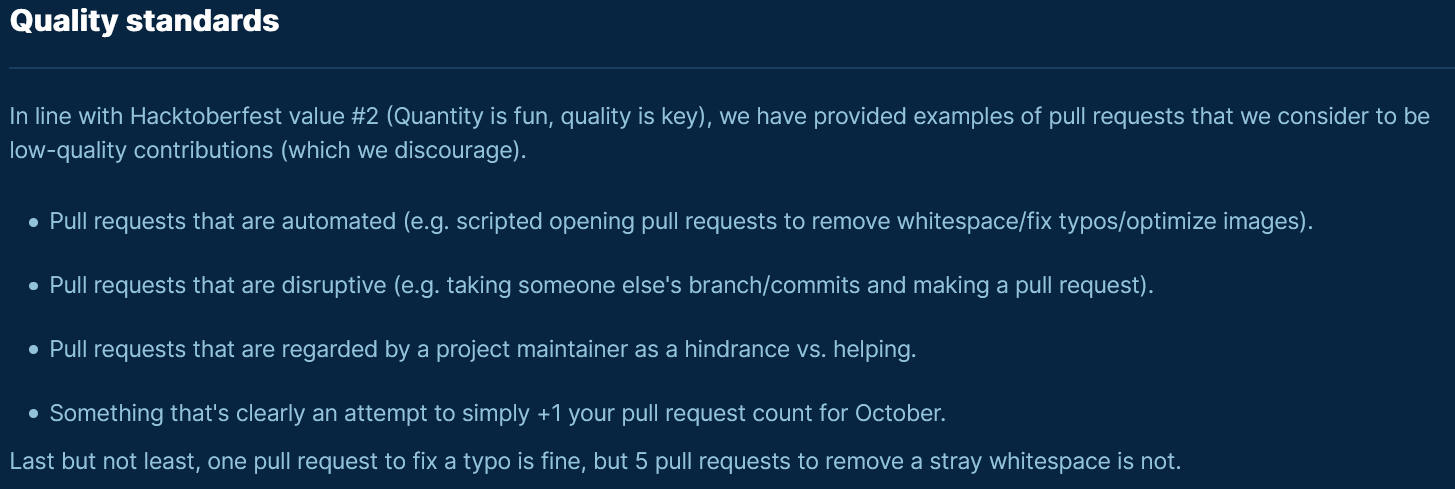 Quality standards
In line with Hacktoberfest value #2 (Quantity is fun, quality is key), we have provided examples of pull requests that we consider to be
low-quality contributions (which we discourage).
• Pull requests that are automated (e.g. scripted opening pull requests to remove whitespace/fix typos/optimize images).
• Pull requests that are disruptive (e.g. taking someone else's branch/commits and making a pull request).
• Pull requests that are regarded by a project maintainer as a hindrance vs. helping.
• Something that's clearly an attempt to simply +1 your pull request count for October.
Last but not least, one pull request to fix a typo is fine, but 5 pull requests to remove a stray whitespace is not.